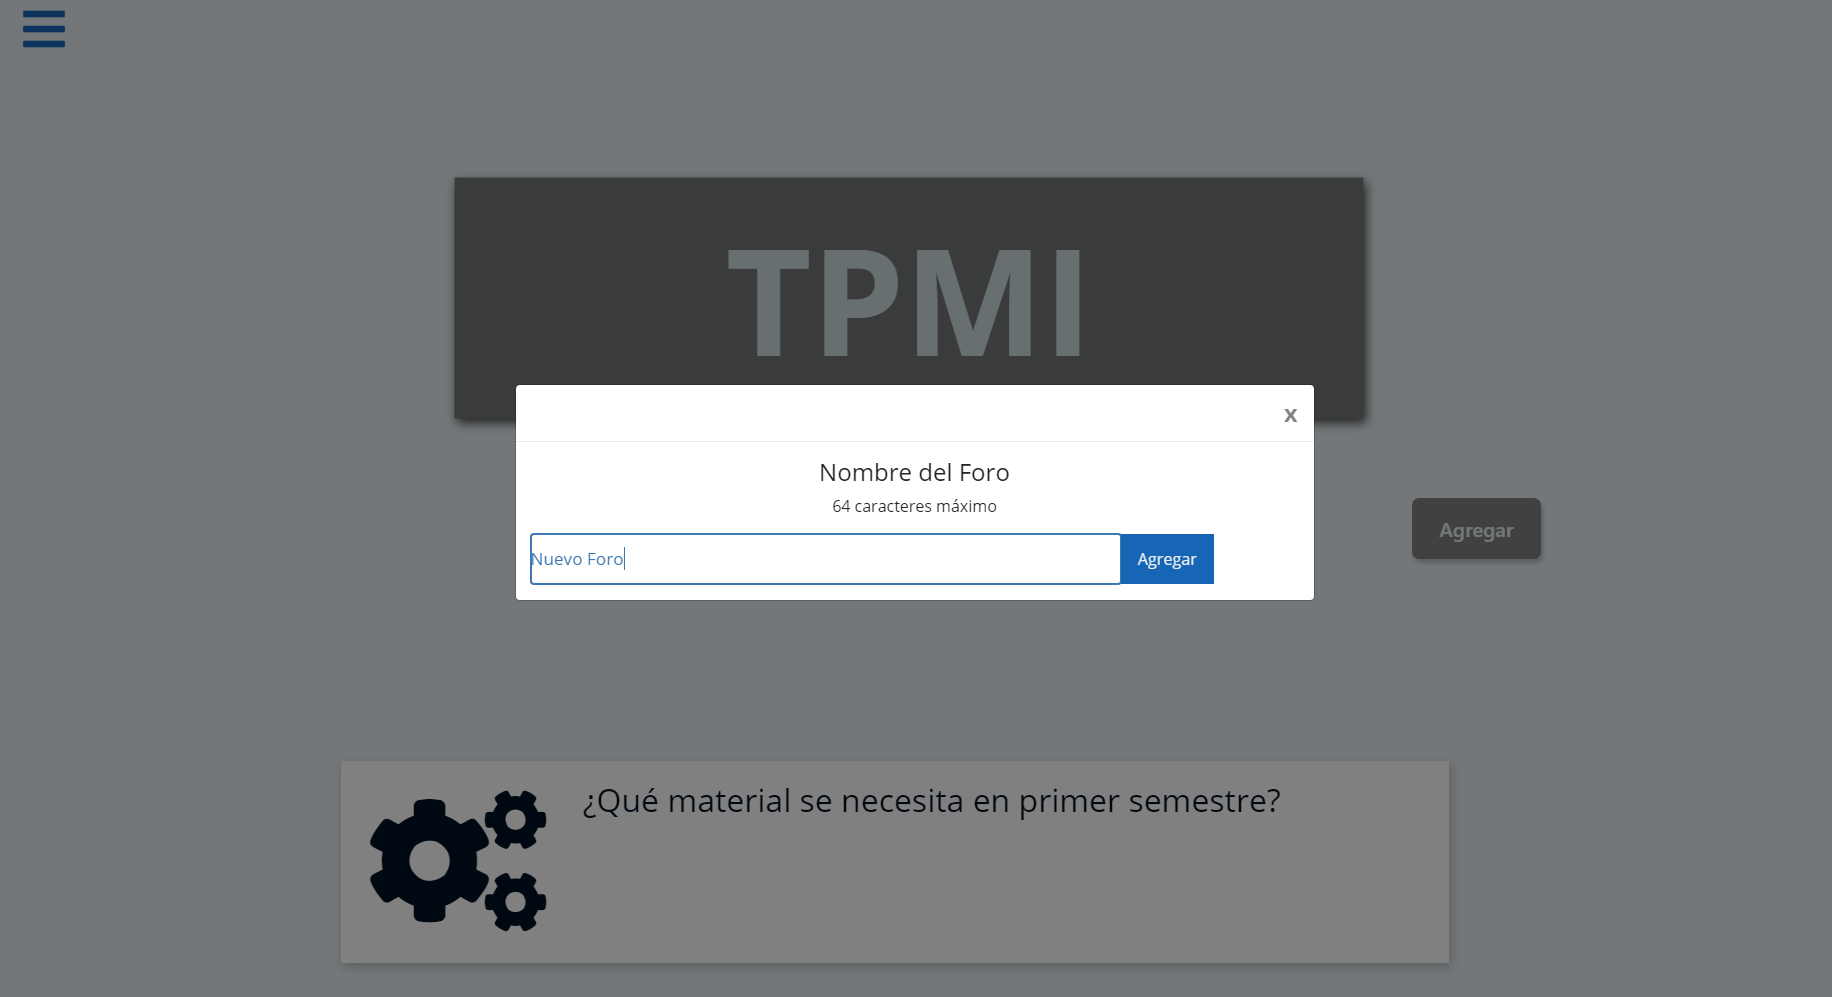 TPMI
x
Nombre del Foro
64 caracteres máximo
Nuevo Foro
Agregar
Agregar
¿Qué material se necesita en primer semestre?